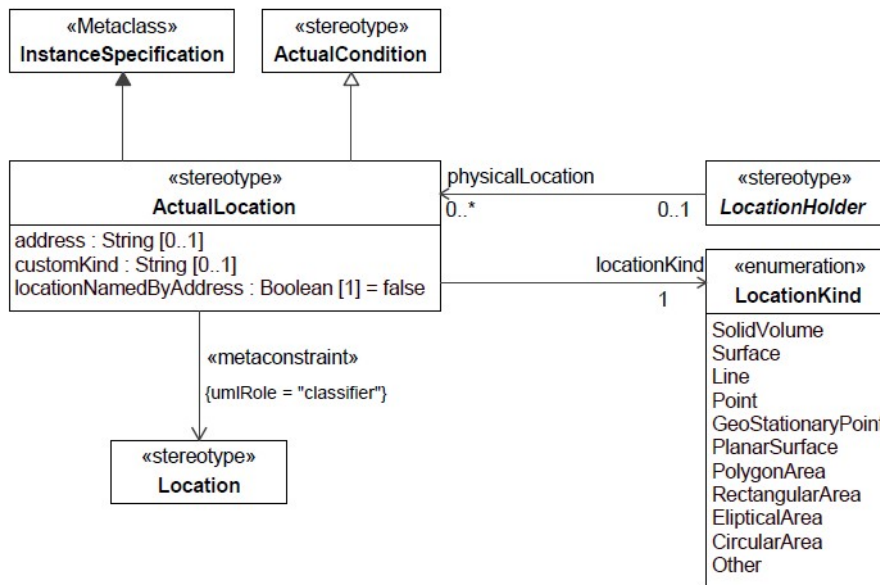 «Metaclass»
InstanceSpecification
«stereotype»
ActualCondition
«stereotype»
ActualLocation
address : String [0..1]
customKind : String [0..1]
locationNamedByAddress : Boolean [1] = false
physicalLocation
0..*
0..1
«stereotype»
LocationHolder
locationKind
1
«enumeration»
LocationKind
SolidVolume
Surface
Line
Point
GeoStationaryPoint
PlanarSurface
PolygonArea
RectangularArea
ElipticalArea
CircularArea
Other
«metaconstraint»
{umlRole = "classifier"}
«stereotype»
Location